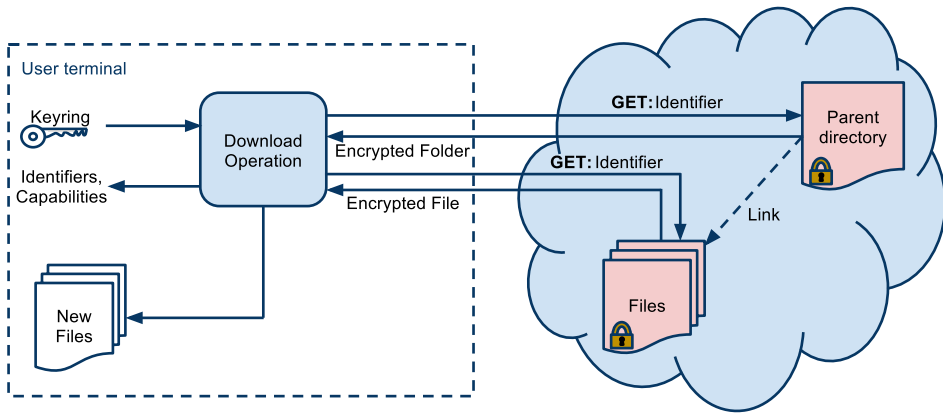 User terminal
Keyring
Download
Operation
Identifiers,
Capabilities
New
Files
GET: Identifier
Encrypted Folder
GET: Identifier
Encrypted File
Parent
directory
Link
Files